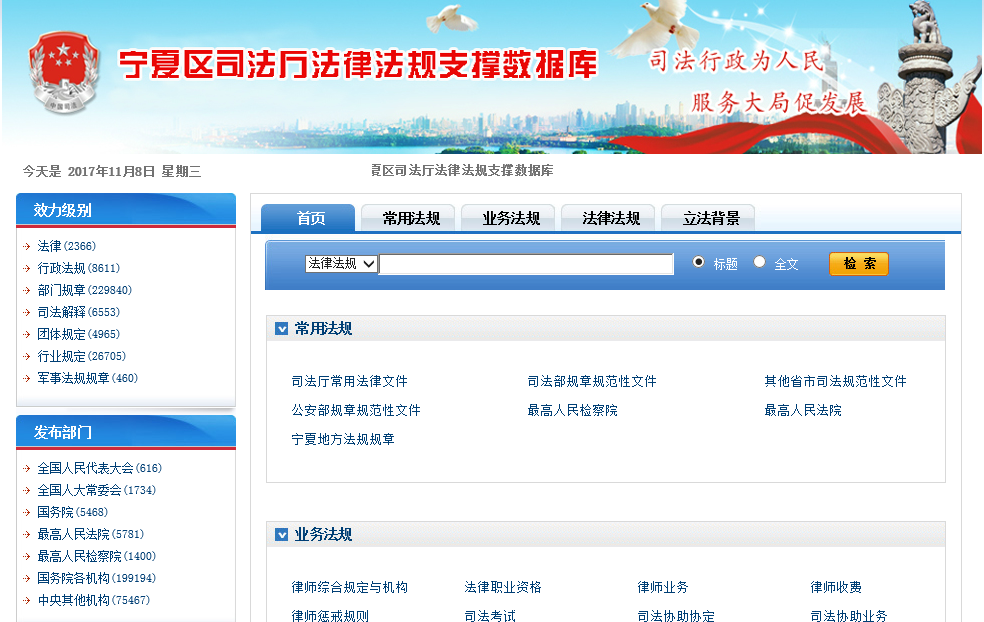 宁夏区司法厅法律法规支撑数据库
司法行政为人民
服务大局促发展
中国司法
今天是 2017年11月8日 星期三
夏区司法厅法律法规支撑数据库
效力级别
法律(2366)
行政法规(8611)
部门规章(229840)
司法解释(6553)
团体规定(4965)
行业规定(26705)
军事法规规章(460)
发布部门
全国人民代表大会(616)
全国人大常委会(1734)
国务院(5468)
最高人民法院(5781)
最高人民检察院(1400)
国务院各机构(199194)
中央其他机构(75467)
首页 常用法规 业务法规 法律法规 立法背景
法律法规 标题 全文 检 索
常用法规
司法厅常用法律文件 司法部规章规范性文件 其他省市司法规范性文件
公安部规章规范性文件 最高人民检察院 最高人民法院
宁夏地方法规规章
业务法规
律师综合规定与机构 法律职业资格 律师业务 律师收费
律师惩戒规则 司法考试 司法协助协定 司法协助业务